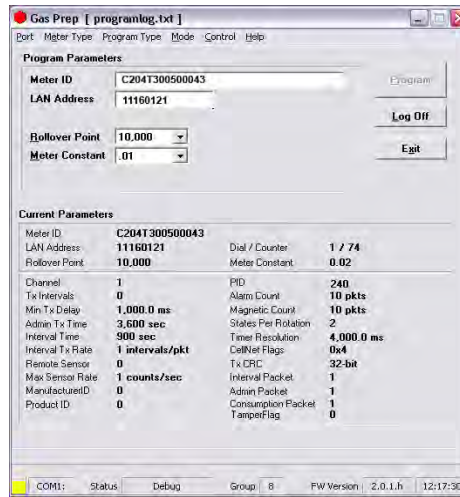 Gas Prep [ programlog.txt ]
Port Meter Type Program Type Mode Control Help
Program Parameters
Meter ID C204T300500043 Program
LAN Address 11160121
Log Off
Rollover Point 10,000
Exit
Meter Constant .01
Current Parameters
Meter ID C204T300500043
LAN Address 11160121 Dial / Counter 1 / 74
Rollover Point 10,000 Meter Constant 0.02
Channel 1 PID 240
Tx Intervals 0 Alarm Count 10 pkts
Min Tx Delay 1,000.0 ms Magnetic Count 10 pkts
Admin Tx Time 3,600 sec States Per Rotation 2
Interval Time 900 sec Timer Resolution 4,000.0 ms
Interval Tx Rate 1 intervals/pkt CellNet Flags 0x4
Remote Sensor 0 Tx CRC 32-bit
Max Sensor Rate 1 counts/sec Interval Packet 1
ManufacturerID 0 Admin Packet 1
Product ID 0 Consumption Packet 1
TamperFlag 0
COM1: Status Debug Group 8 FW Version 2.0.1.h 12:17:30